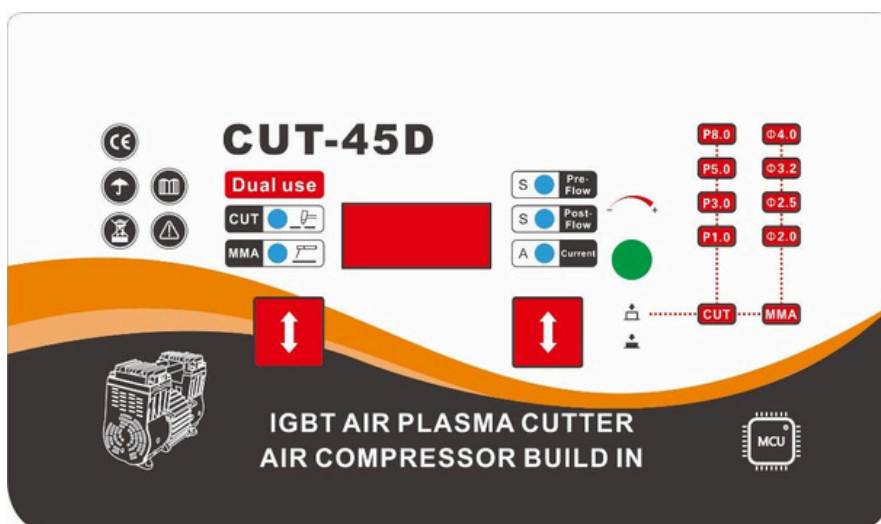 CE
CUT-45D
Dual use
CUT
MMA
S Pre-
Flow
S Post-
Flow
A Current
- +
P8.0 Φ4.0
P5.0 Φ3.2
P3.0 Φ2.5
P1.0 Φ2.0
CUT MMA
IGBT AIR PLASMA CUTTER
AIR COMPRESSOR BUILD IN
MCU